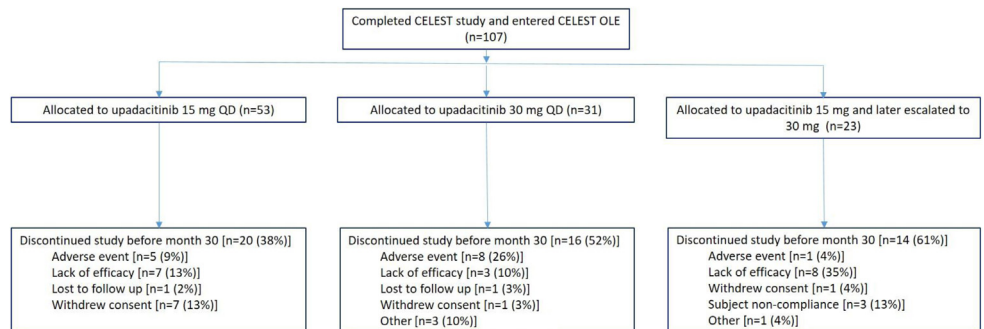 Completed CELEST study and entered CELEST OLE
(n=107)
Allocated to upadacitinib 15 mg QD (n=53)
Allocated to upadacitinib 30 mg QD (n=31)
Allocated to upadacitinib 15 mg and later escalated to
30 mg (n=23)
Discontinued study before month 30 [n=20 (38%)]
Adverse event [n=5 (9%)]
Lack of efficacy [n=7 (13%)]
Lost to follow up [n=1 (2%)]
Withdrew consent [n=7 (13%)]
Discontinued study before month 30 [n=16 (52%)]
Adverse event [n=8 (26%)]
Lack of efficacy [n=3 (10%)]
Lost to follow up [n=1 (3%)]
Withdrew consent [n=1 (3%)]
Other [n=3 (10%)]
Discontinued study before month 30 [n=14 (61%)]
Adverse event [n=1 (4%)]
Lack of efficacy [n=8 (35%)]
Withdrew consent [n=1 (4%)]
Subject non-compliance [n=3 (13%)]
Other [n=1 (4%)]